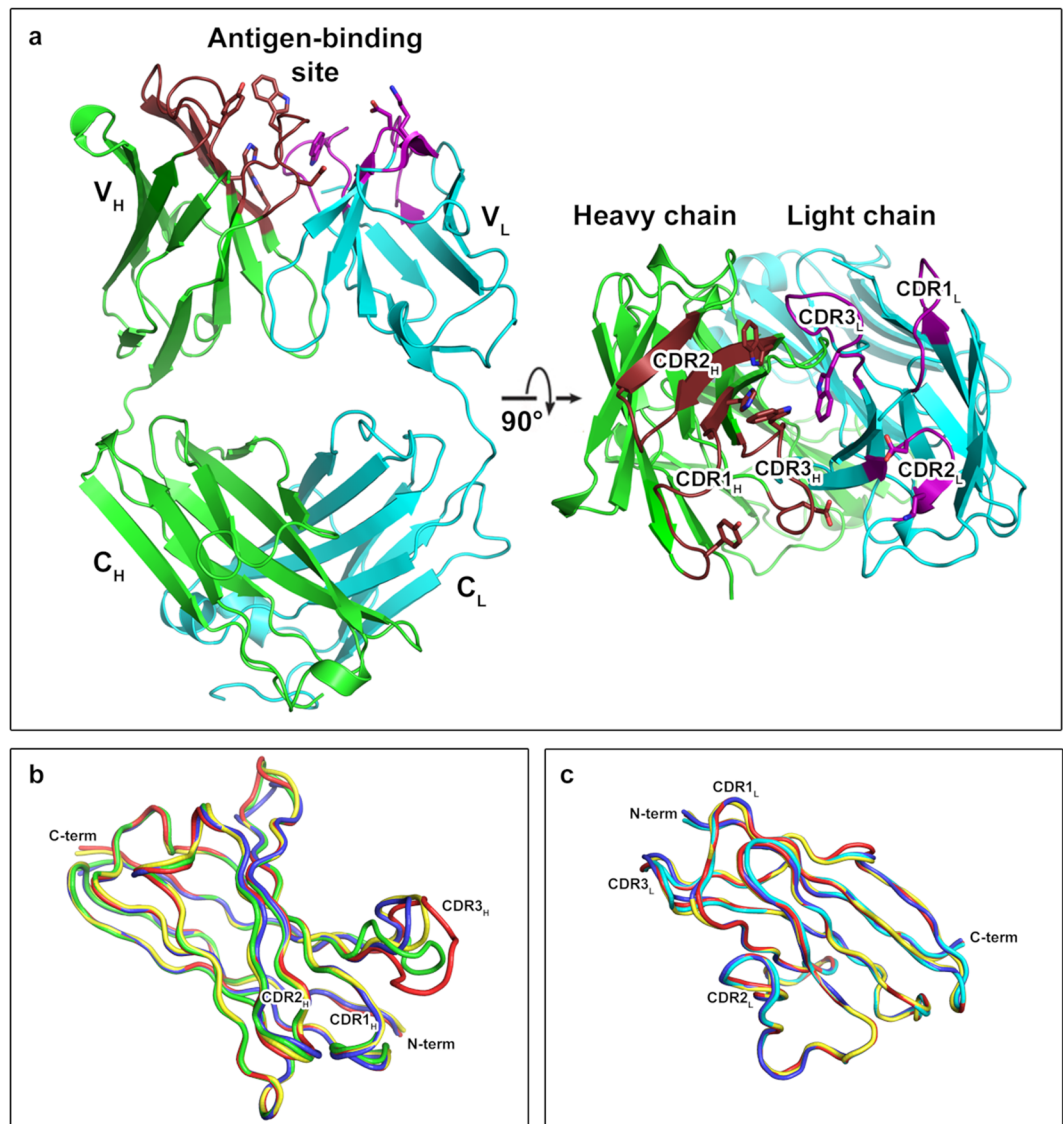 a
Antigen-binding
site
V_H
V_L
Heavy chain
Light chain
CDR1_L
CDR3_L
CDR2_H
90°
CDR1_H
CDR3_H
CDR2_L
C_H
C_L
b
C-term
CDR3_H
CDR2_H
CDR1_H
N-term
c
CDR1_L
N-term
CDR3_L
C-term
CDR2_L